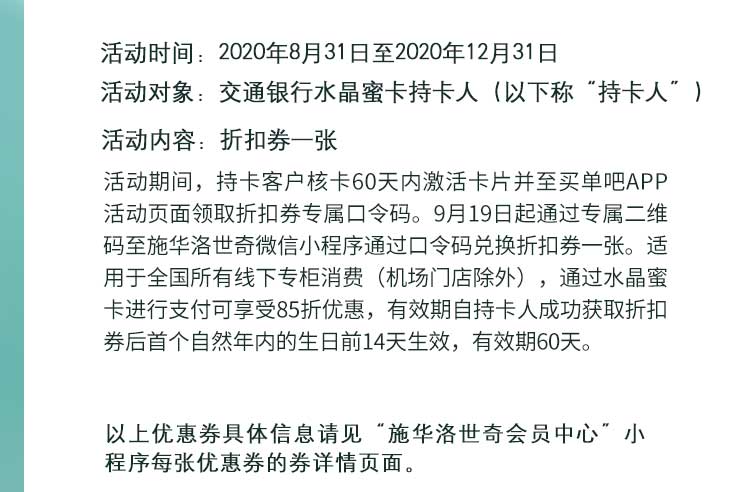 活动时间：2020年8月31日至2020年12月31日
活动对象：交通银行水晶蜜卡持卡人（以下称“持卡人”）
活动内容：折扣券一张
活动期间，持卡客户核卡60天内激活卡片并至买单吧APP
活动页面领取折扣券专属口令码。9月19日起通过专属二维
码至施华洛世奇微信小程序通过口令码兑换折扣券一张。适
用于全国所有线下专柜消费（机场门店除外），通过水晶蜜
卡进行支付可享受85折优惠，有效期自持卡人成功获取折扣
券后首个自然年内的生日前14天生效，有效期60天。
以上优惠券具体信息请见“施华洛世奇会员中心”小
程序每张优惠券的券详情页面。